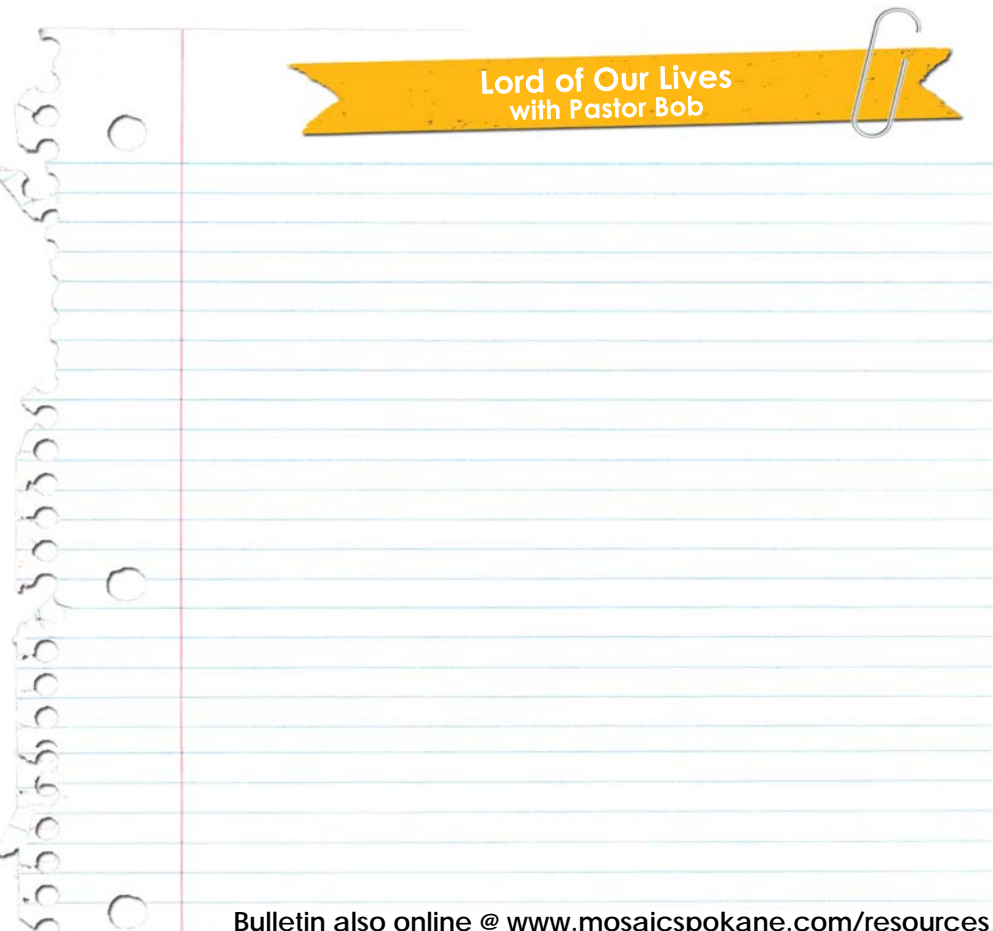 Lord of Our Lives
with Pastor Bob
Bulletin also online @ www.mosaicspokane.com/resources